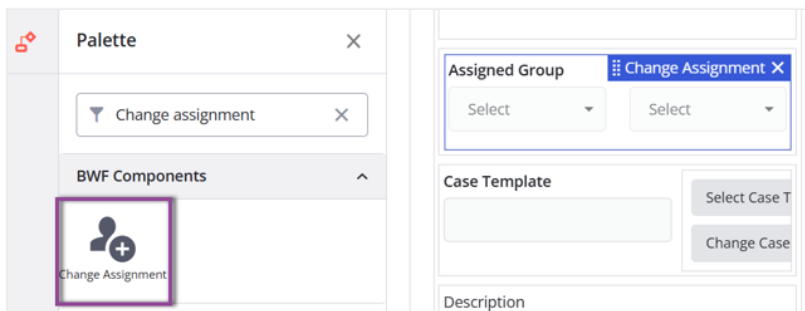 Palette
Change assignment
BWF Components
Change Assignment
Assigned Group
Change Assignment
Select
Select
Case Template
Select Case T
Change Case
Description